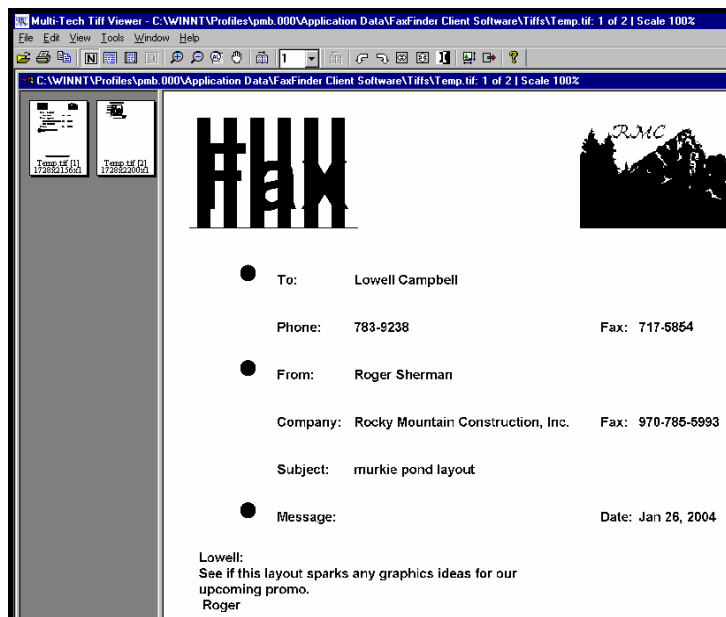 Multi-Tech Tiff Viewer - C:\WINNT\Profiles\pmb.000\Application Data\FaxFinder Client Software\Tiffs\Temp.tif: 1 of 2 | Scale 100%
File Edit View Tools Window Help
N 1
C:\WINNT\Profiles\pmb.000\Application Data\FaxFinder Client Software\Tiffs\Temp.tif: 1 of 2 | Scale 100%
Temp.tif [1] Temp.tif [2]
1728x2156x1 1728x2200x1
Fax RMC
To: Lowell Campbell
Phone: 783-9238 Fax: 717-5854
From: Roger Sherman
Company: Rocky Mountain Construction, Inc. Fax: 970-785-5993
Subject: murkie pond layout
Message: Date: Jan 26, 2004
Lowell:
See if this layout sparks any graphics ideas for our
upcoming promo.
Roger